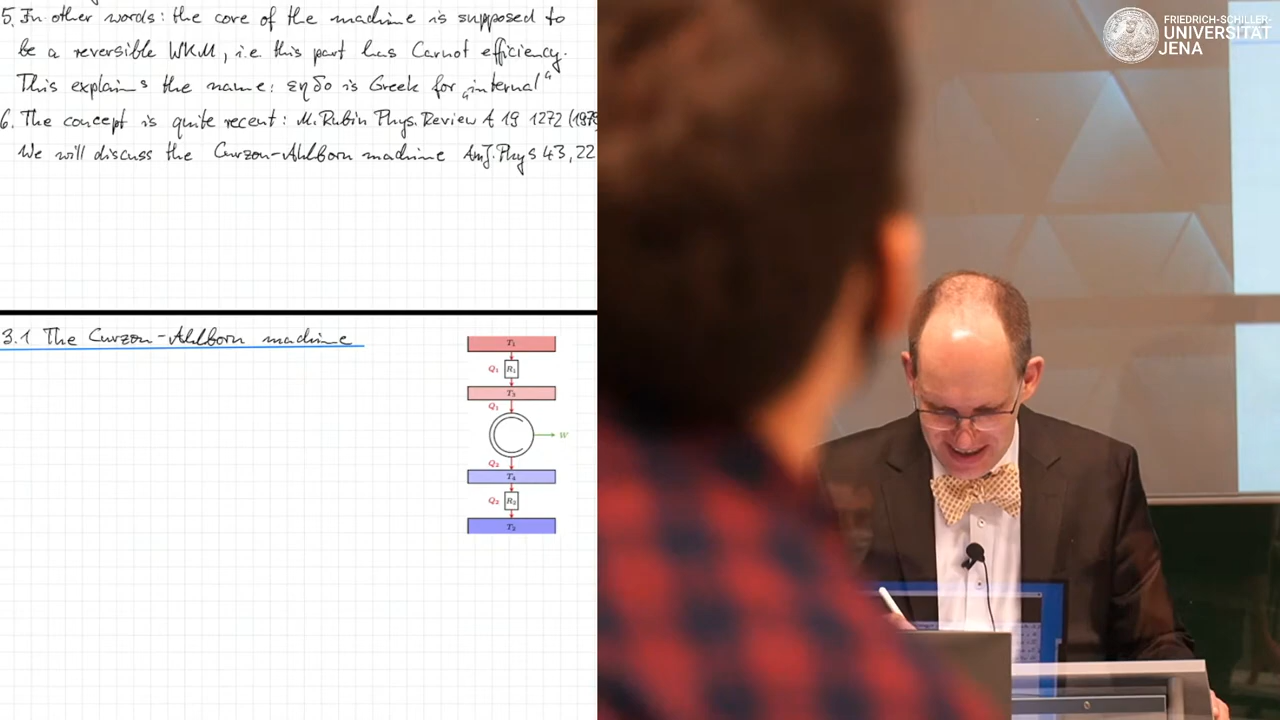 5. In other words: the core of the machine is supposed to
be a reversible WKM, i.e. this part has Carnot efficiency.
This explains the name: ενδο is Greek for „internal“
6. The concept is quite recent: M. Rubin Phys. Review A 19 1272 (1979
We will discuss the Curzon-Ahlborn machine Am. J. Phys 43, 22
3.1 The Curzon-Ahlborn machine
T1
Q1 R1
T3
Q1
W
Q2
T4
Q2 R2
T2
FRIEDRICH-SCHILLER-
UNIVERSITÄT
JENA